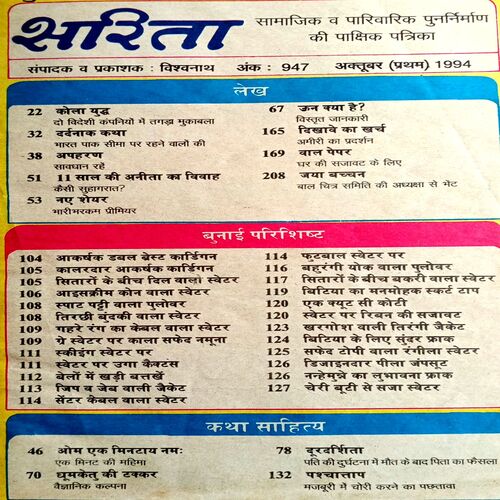 सरिता
सामाजिक व पारिवारिक पुनर्निर्माण
की पाक्षिक पत्रिका
संपादक व प्रकाशक : विश्वनाथ अंक : 947 अक्तूबर (प्रथम) 1994
लेख
22 कोला युद्ध
दो विदेशी कंपनियों में तगड़ा मुकाबला
32 दर्दनाक कथा
भारत पाक सीमा पर रहने वालों की
38 अपहरण
सावधान रहें
51 11 साल की अनीता का विवाह
कैसी सुहागरात?
53 नए शेयर
भारीभरकम प्रीमियर
67 ऊन क्या है?
विस्तृत जानकारी
165 दिखावे का खर्च
अमीरी का प्रदर्शन
169 वाल पेपर
घर की सजावट के लिए
208 जया बच्चन
बाल चित्र समिति की अध्यक्षा से भेंट
बुनाई परिशिष्ट
104 आकर्षक डबल ब्रेस्ट कार्डिगन
105 कालरदार आकर्षक कार्डिगन
105 सितारों के बीच दिल वाला स्वेटर
106 आइसक्रीम कोन वाला स्वेटर
108 स्पाट पट्टी वाला पुलोवर
108 तिरछी बुंदकी वाला स्वेटर
109 गहरे रंग का केबल वाला स्वेटर
109 ग्रे स्वेटर पर काला सफेद नमूना
111 स्कीइंग स्वेटर पर
111 स्वेटर पर उगा कैक्टस
112 बेलों में खड़ी बत्तखें
113 जिप व जेब वाली जैकेट
114 सेंटर केबल वाला स्वेटर
114 फुटबाल स्वेटर पर
116 बहुरंगी योक वाला पुलोवर
117 सितारों के बीच बकरी वाला स्वेटर
119 बिटिया का मनमोहक स्कर्ट टाप
120 एक क्यूट सी कोटी
120 स्वेटर पर रिबन की सजावट
123 खरगोश वाली तिरंगी जैकेट
124 बिटिया के लिए सुंदर फ्राक
125 सफेद टोपी वाला रंगीला स्वेटर
126 डिजाइनदार पीला जंपसूट
126 नन्हेमुन्ने का लुभावना फ्राक
127 चेरी बूटी से सजा स्वेटर
कथा साहित्य
46 ओम एक मिनटाय नमः
एक मिनट की महिमा
70 धूमकेतु की टक्कर
वैज्ञानिक कल्पना
78 दूरदर्शिता
पति की दुर्घटना में मौत के बाद पिता का फैसला
132 पश्चात्ताप
मजबूरी में चोरी करने का पछतावा